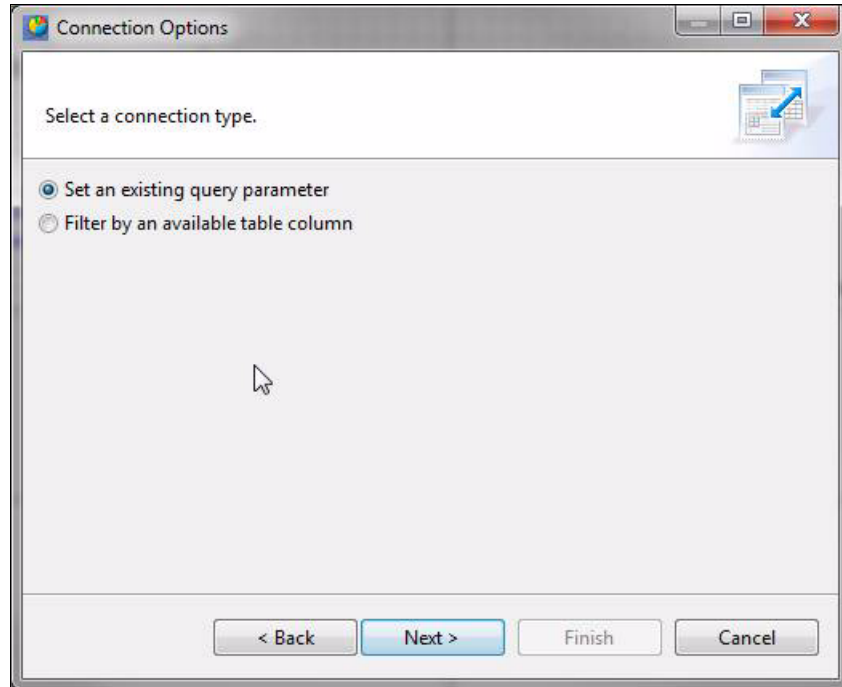 Connection Options
Select a connection type.
Set an existing query parameter
Filter by an available table column
< Back Next > Finish Cancel